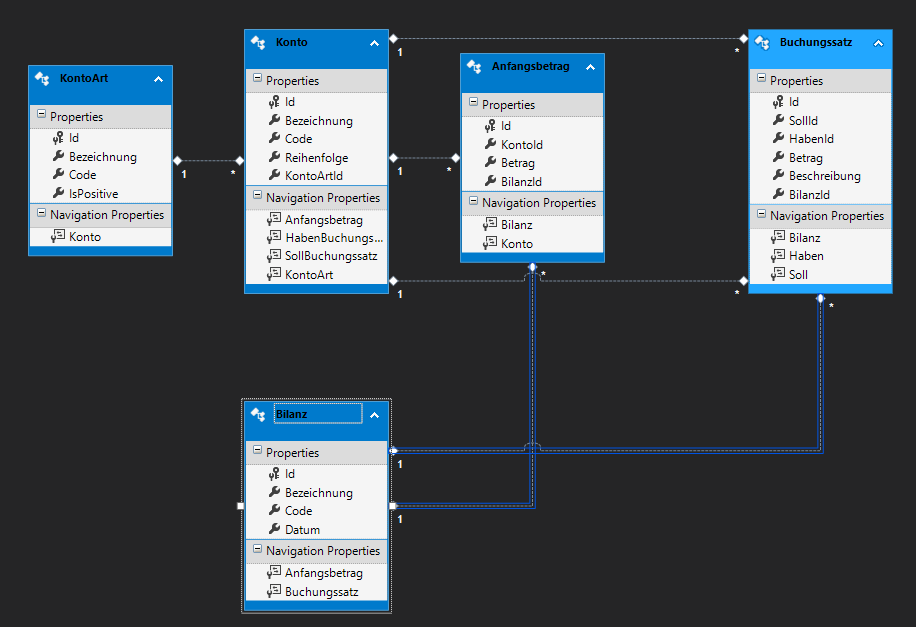 KontoArt
Properties
Id
Bezeichnung
Code
IsPositive
Navigation Properties
Konto
1
*
Konto
Properties
Id
Bezeichnung
Code
Reihenfolge
KontoArtId
Navigation Properties
Anfangsbetrag
HabenBuchungs...
SollBuchungssatz
KontoArt
1
*
1
*
1
*
Anfangsbetrag
Properties
Id
KontoId
Betrag
BilanzId
Navigation Properties
Bilanz
Konto
*
Buchungssatz
Properties
Id
SollId
HabenId
Betrag
Beschreibung
BilanzId
Navigation Properties
Bilanz
Haben
Soll
*
Bilanz
Properties
Id
Bezeichnung
Code
Datum
Navigation Properties
Anfangsbetrag
Buchungssatz
1
1